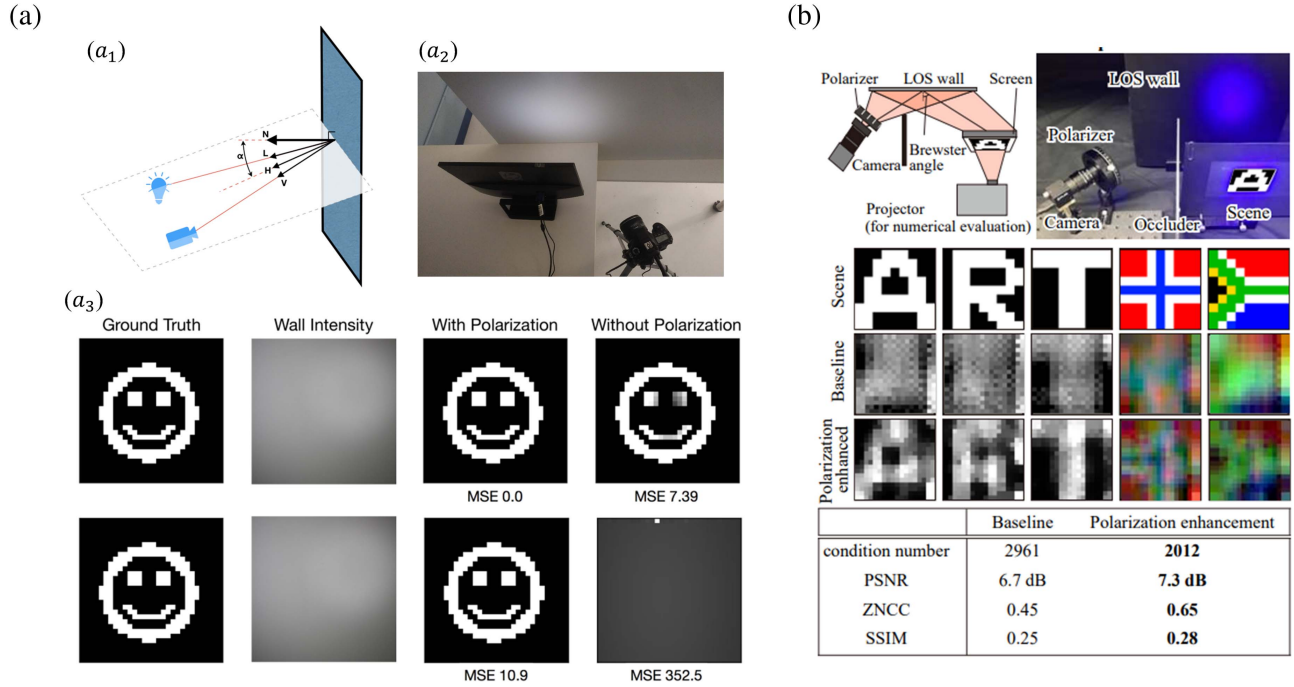 (a)
(a₁)
N
L
α
H
V
(a₂)
(a₃)
Ground Truth
Wall Intensity
With Polarization
Without Polarization
MSE 0.0
MSE 7.39
MSE 10.9
MSE 352.5
(b)
Polarizer
LOS wall
Screen
Camera
Brewster
angle
Projector
(for numerical evaluation)
LOS wall
Polarizer
Camera
Occluder
Scene
Scene
A
R
T
Baseline
Polarization
enhanced
Baseline Polarization enhancement
condition number 2961 2012
PSNR 6.7 dB 7.3 dB
ZNCC 0.45 0.65
SSIM 0.25 0.28